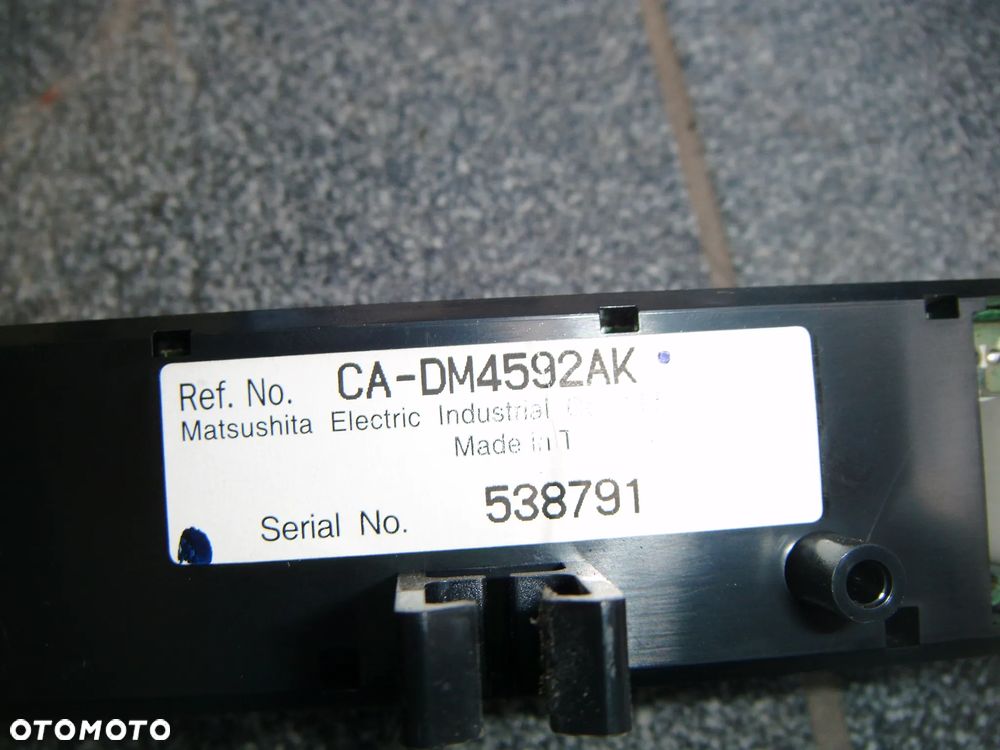 Ref. No. CA-DM4592AK
Matsushita Electric Industrial
Made in T
Serial No. 538791
OTOMOTO